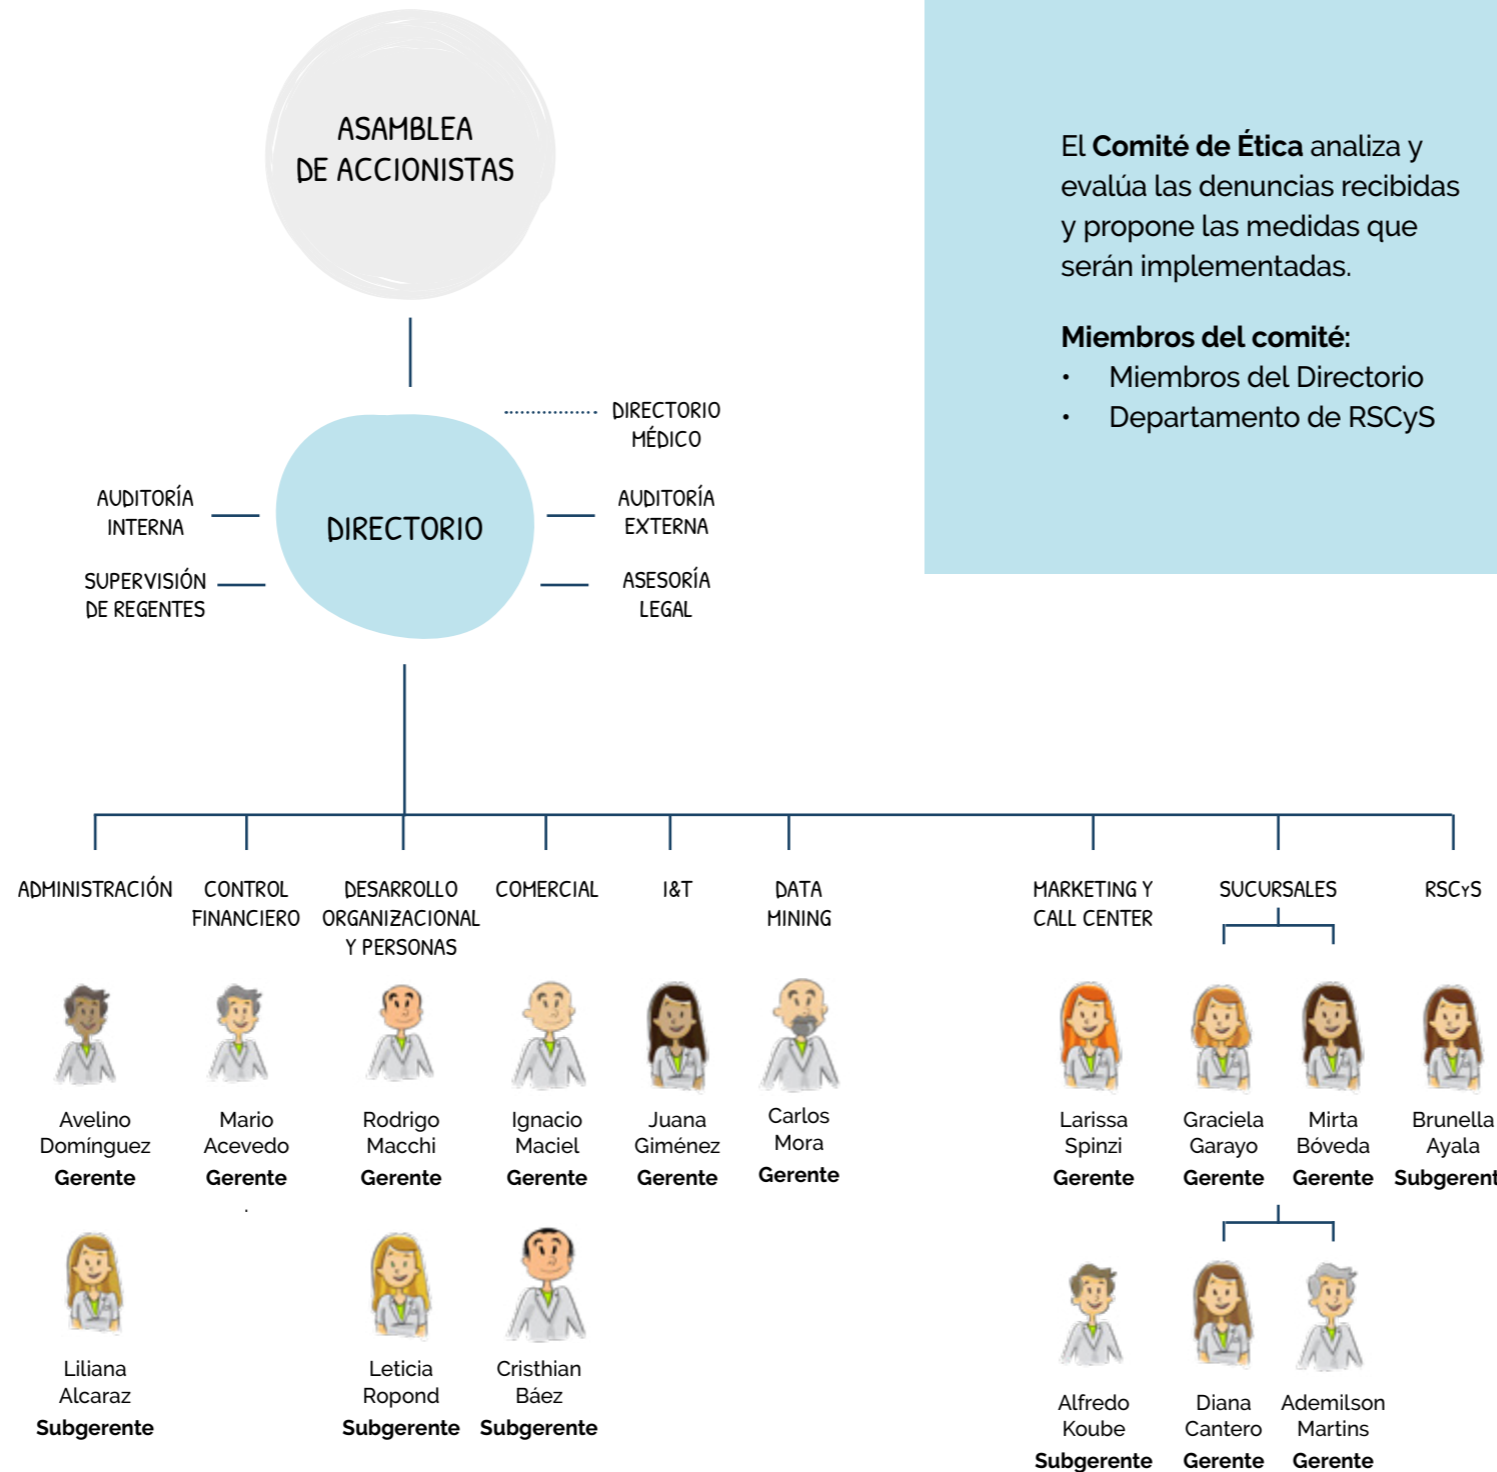 ASAMBLEA
DE ACCIONISTAS
El Comité de Ética analiza y
evalúa las denuncias recibidas
y propone las medidas que
serán implementadas.
Miembros del comité:
• Miembros del Directorio
• Departamento de RSCyS
DIRECTORIO
MÉDICO
AUDITORÍA
INTERNA
DIRECTORIO
AUDITORÍA
EXTERNA
SUPERVISIÓN
DE REGENTES
ASESORÍA
LEGAL
ADMINISTRACIÓN
CONTROL
FINANCIERO
DESARROLLO
ORGANIZACIONAL
Y PERSONAS
COMERCIAL
I&T
DATA
MINING
MARKETING Y
CALL CENTER
SUCURSALES
RSCyS
Avelino
Domínguez
Gerente
Mario
Acevedo
Gerente
.
Rodrigo
Macchi
Gerente
Ignacio
Maciel
Gerente
Juana
Giménez
Gerente
Carlos
Mora
Gerente
Larissa
Spinzi
Gerente
Graciela
Garayo
Gerente
Mirta
Bóveda
Gerente
Brunella
Ayala
Subgerent
Liliana
Alcaraz
Subgerente
Leticia
Ropond
Subgerente
Cristhian
Báez
Subgerente
Alfredo
Koube
Subgerente
Diana
Cantero
Gerente
Ademilson
Martins
Gerente